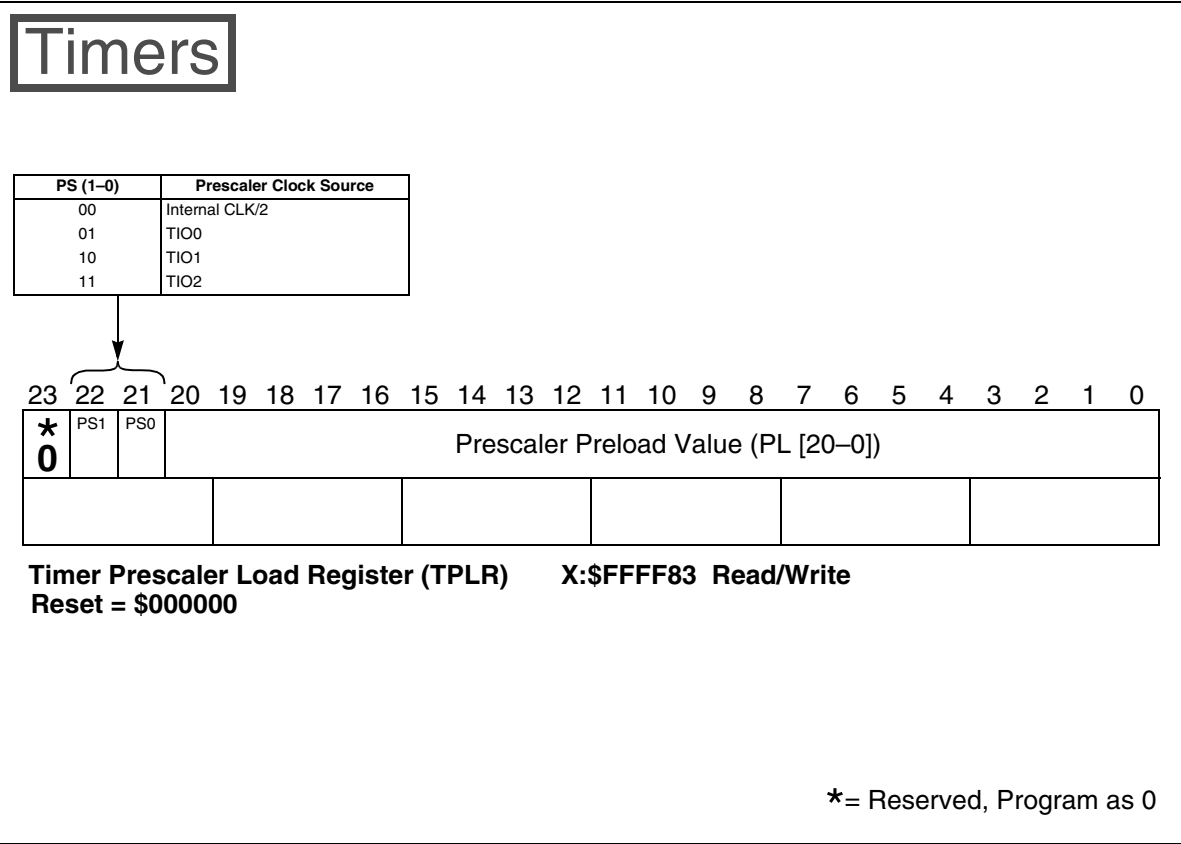 Timers
PS (1–0) Prescaler Clock Source
00 Internal CLK/2
01 TIO0
10 TIO1
11 TIO2
23 22 21 20 19 18 17 16 15 14 13 12 11 10 9 8 7 6 5 4 3 2 1 0
* PS1 PS0
0
Prescaler Preload Value (PL [20–0])
Timer Prescaler Load Register (TPLR) X:$FFFF83 Read/Write
Reset = $000000
*= Reserved, Program as 0